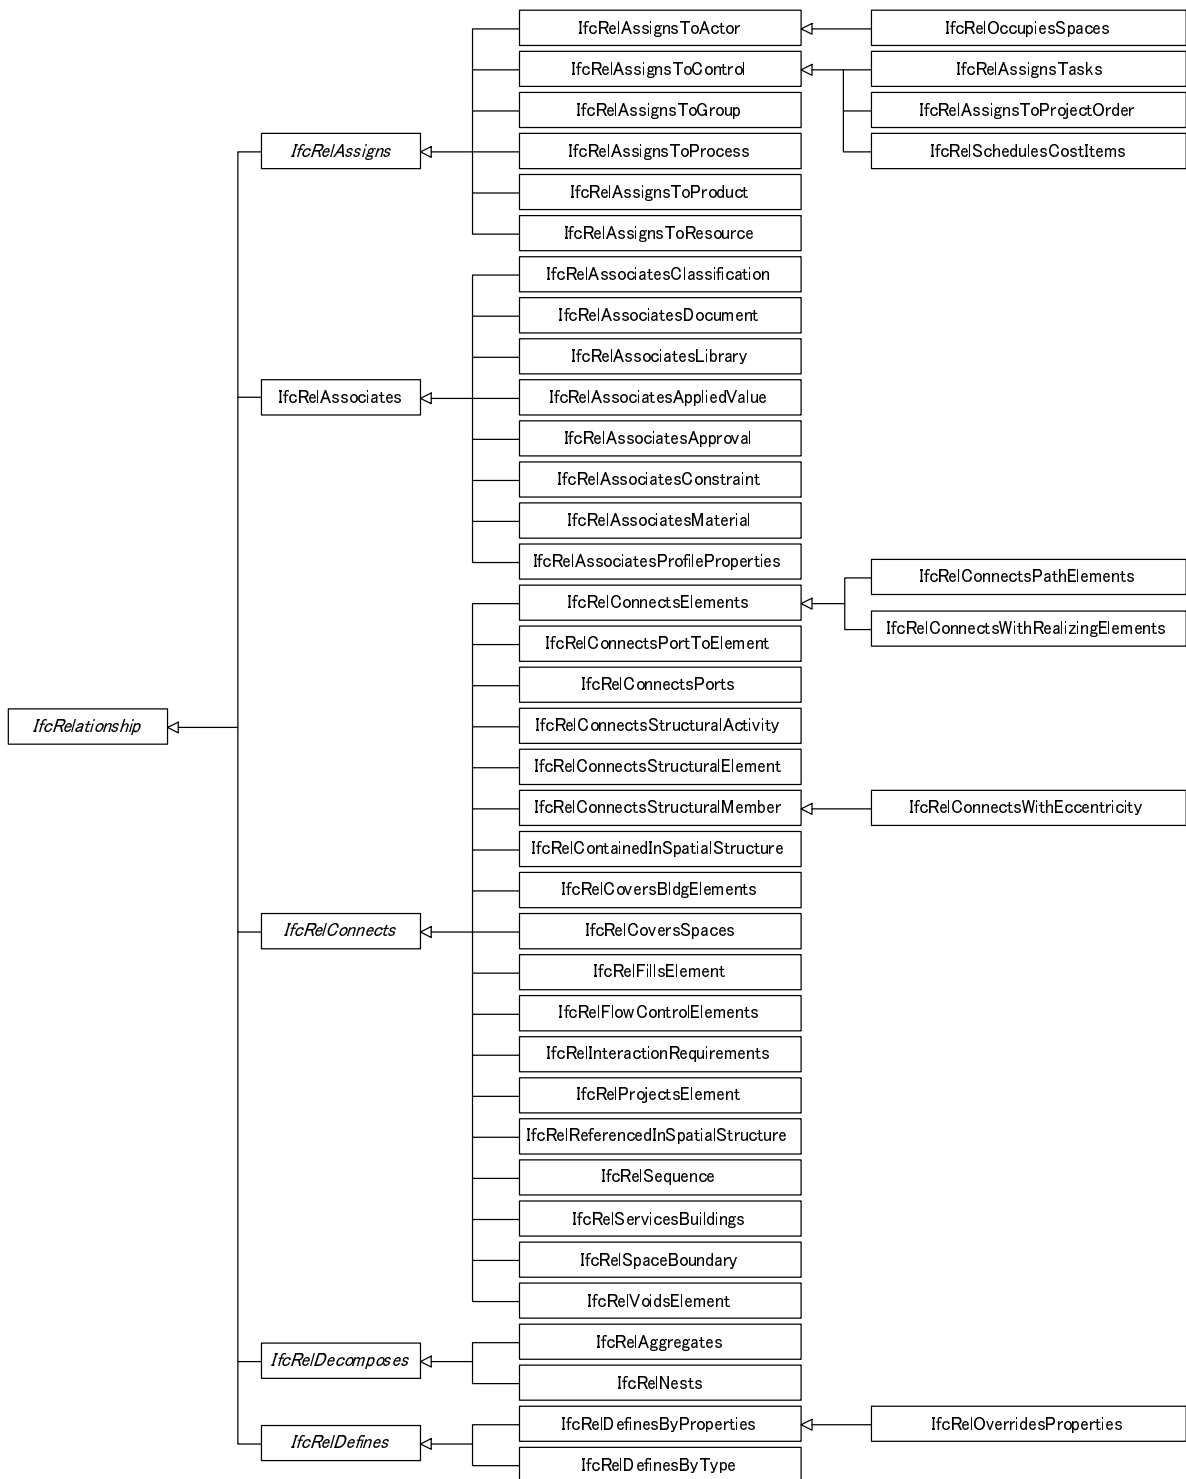 IfcRelAssignsToActor
IfcRelOccupiesSpaces
IfcRelAssignsToControl
IfcRelAssignsTasks
IfcRelAssignsToGroup
IfcRelAssignsToProjectOrder
IfcRelAssigns
IfcRelAssignsToProcess
IfcRelSchedulesCostItems
IfcRelAssignsToProduct
IfcRelAssignsToResource
IfcRelAssociatesClassification
IfcRelAssociatesDocument
IfcRelAssociatesLibrary
IfcRelAssociates
IfcRelAssociatesAppliedValue
IfcRelAssociatesApproval
IfcRelAssociatesConstraint
IfcRelAssociatesMaterial
IfcRelAssociatesProfileProperties
IfcRelConnectsPathElements
IfcRelConnectsElements
IfcRelConnectsWithRealizingElements
IfcRelConnectsPortToElement
IfcRelConnectsPorts
IfcRelationship
IfcRelConnectsStructuralActivity
IfcRelConnectsStructuralElement
IfcRelConnectsStructuralMember
IfcRelConnectsWithEccentricity
IfcRelContainedInSpatialStructure
IfcRelCoversBldgElements
IfcRelConnects
IfcRelCoversSpaces
IfcRelFillsElement
IfcRelFlowControlElements
IfcRelInteractionRequirements
IfcRelProjectsElement
IfcRelReferencedInSpatialStructure
IfcRelSequence
IfcRelServicesBuildings
IfcRelSpaceBoundary
IfcRelVoidsElement
IfcRelAggregates
IfcRelDecomposes
IfcRelNests
IfcRelDefinesByProperties
IfcRelOverridesProperties
IfcRelDefines
IfcRelDefinesByType